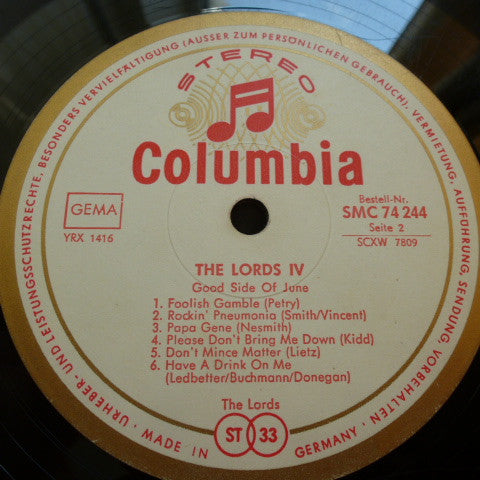 URHEBER- UND LEISTUNGSSCHUTZRECHTE, BESONDERS VERVIELFÄLTIGUNG (AUSSER ZUM PERSÖNLICHEN GEBRAUCH), VERMIETUNG, AUFFÜHRUNG, SENDUNG, VORBEHALTEN
STEREO
Columbia
GEMA
YRX 1416
Bestell-Nr.
SMC 74 244
Seite 2
SCXW 7809
THE LORDS IV
Good Side Of June
1. Foolish Gamble (Petry)
2. Rockin' Pneumonia (Smith/Vincent)
3. Papa Gene (Nesmith)
4. Please Don't Bring Me Down (Kidd)
5. Don't Mince Matter (Lietz)
6. Have A Drink On Me
(Ledbetter/Buchmann/Donegan)
The Lords
ST 33
MADE IN GERMANY